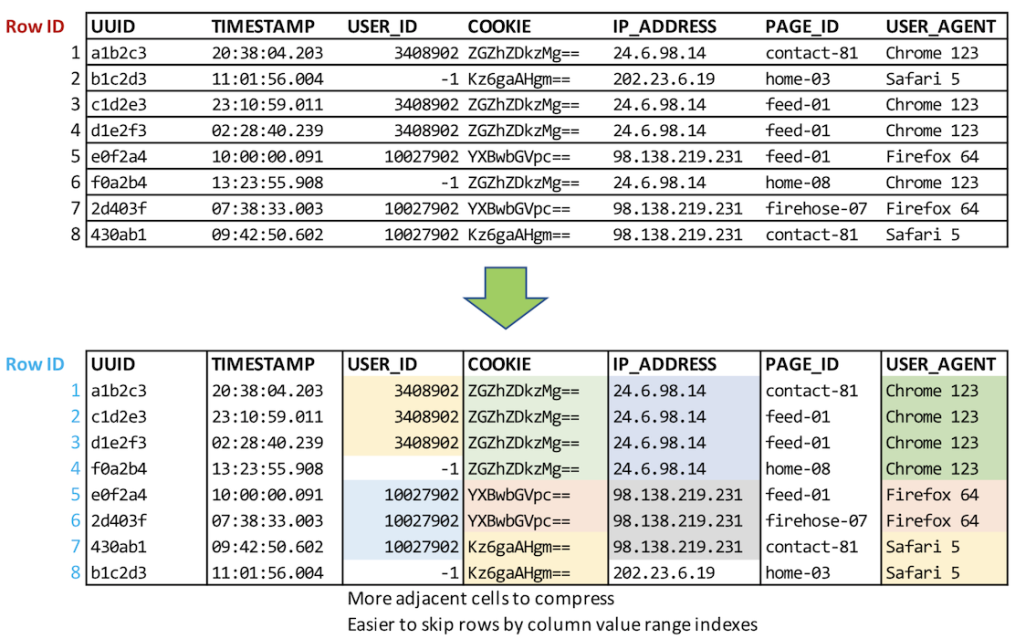 Row ID UUID TIMESTAMP USER_ID COOKIE IP_ADDRESS PAGE_ID USER_AGENT
1 a1b2c3 20:38:04.203 3408902 ZGZhZDkzMg== 24.6.98.14 contact-81 Chrome 123
2 b1c2d3 11:01:56.004 -1 Kz6gaAHgm== 202.23.6.19 home-03 Safari 5
3 c1d2e3 23:10:59.011 3408902 ZGZhZDkzMg== 24.6.98.14 feed-01 Chrome 123
4 d1e2f3 02:28:40.239 3408902 ZGZhZDkzMg== 24.6.98.14 feed-01 Chrome 123
5 e0f2a4 10:00:00.091 10027902 YXBwbGVpc== 98.138.219.231 feed-01 Firefox 64
6 f0a2b4 13:23:55.908 -1 ZGZhZDkzMg== 24.6.98.14 home-08 Chrome 123
7 2d403f 07:38:33.003 10027902 YXBwbGVpc== 98.138.219.231 firehose-07 Firefox 64
8 430ab1 09:42:50.602 10027902 Kz6gaAHgm== 98.138.219.231 contact-81 Safari 5
Row ID UUID TIMESTAMP USER_ID COOKIE IP_ADDRESS PAGE_ID USER_AGENT
1 a1b2c3 20:38:04.203 3408902 ZGZhZDkzMg== 24.6.98.14 contact-81 Chrome 123
2 c1d2e3 23:10:59.011 3408902 ZGZhZDkzMg== 24.6.98.14 feed-01 Chrome 123
3 d1e2f3 02:28:40.239 3408902 ZGZhZDkzMg== 24.6.98.14 feed-01 Chrome 123
4 f0a2b4 13:23:55.908 -1 ZGZhZDkzMg== 24.6.98.14 home-08 Chrome 123
5 e0f2a4 10:00:00.091 10027902 YXBwbGVpc== 98.138.219.231 feed-01 Firefox 64
6 2d403f 07:38:33.003 10027902 YXBwbGVpc== 98.138.219.231 firehose-07 Firefox 64
7 430ab1 09:42:50.602 10027902 Kz6gaAHgm== 98.138.219.231 contact-81 Safari 5
8 b1c2d3 11:01:56.004 -1 Kz6gaAHgm== 202.23.6.19 home-03 Safari 5
More adjacent cells to compress
Easier to skip rows by column value range indexes